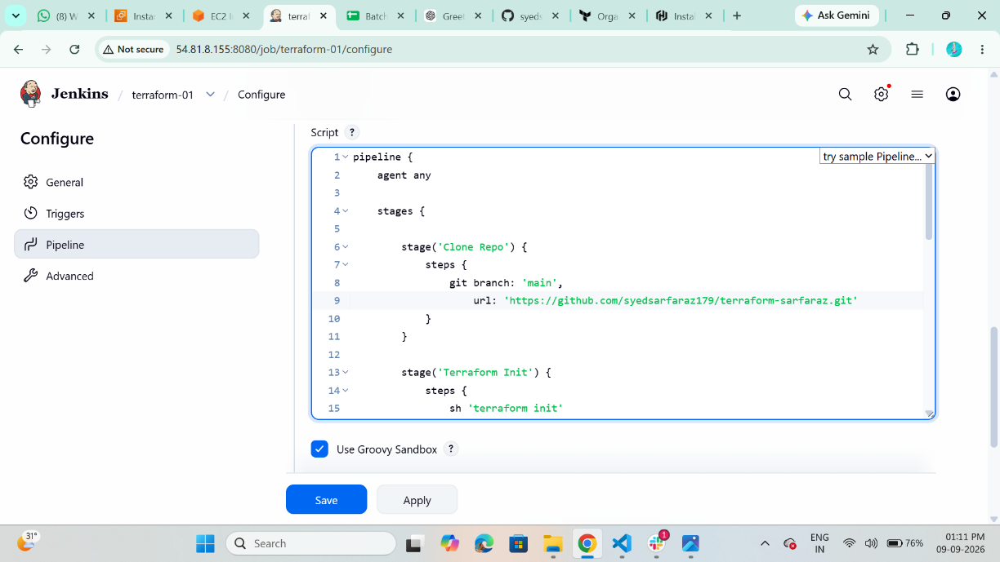 (8) W
Instan
EC2 I
terraf
Batch
Greet
syeds
Orga
Instal
Ask Gemini
Not secure
54.81.8.155:8080/job/terraform-01/configure
Jenkins / terraform-01 / Configure
Configure
General
Triggers
Pipeline
Advanced
Script ?
try sample Pipeline...
1 pipeline {
2 agent any
3
4 stages {
5
6 stage('Clone Repo') {
7 steps {
8 git branch: 'main',
9 url: 'https://github.com/syedsarfaraz179/terraform-sarfaraz.git'
10 }
11 }
12
13 stage('Terraform Init') {
14 steps {
15 sh 'terraform init'
Use Groovy Sandbox ?
Save
Apply
31°
Search
1
ENG
IN
76%
01:11 PM
09-09-2026